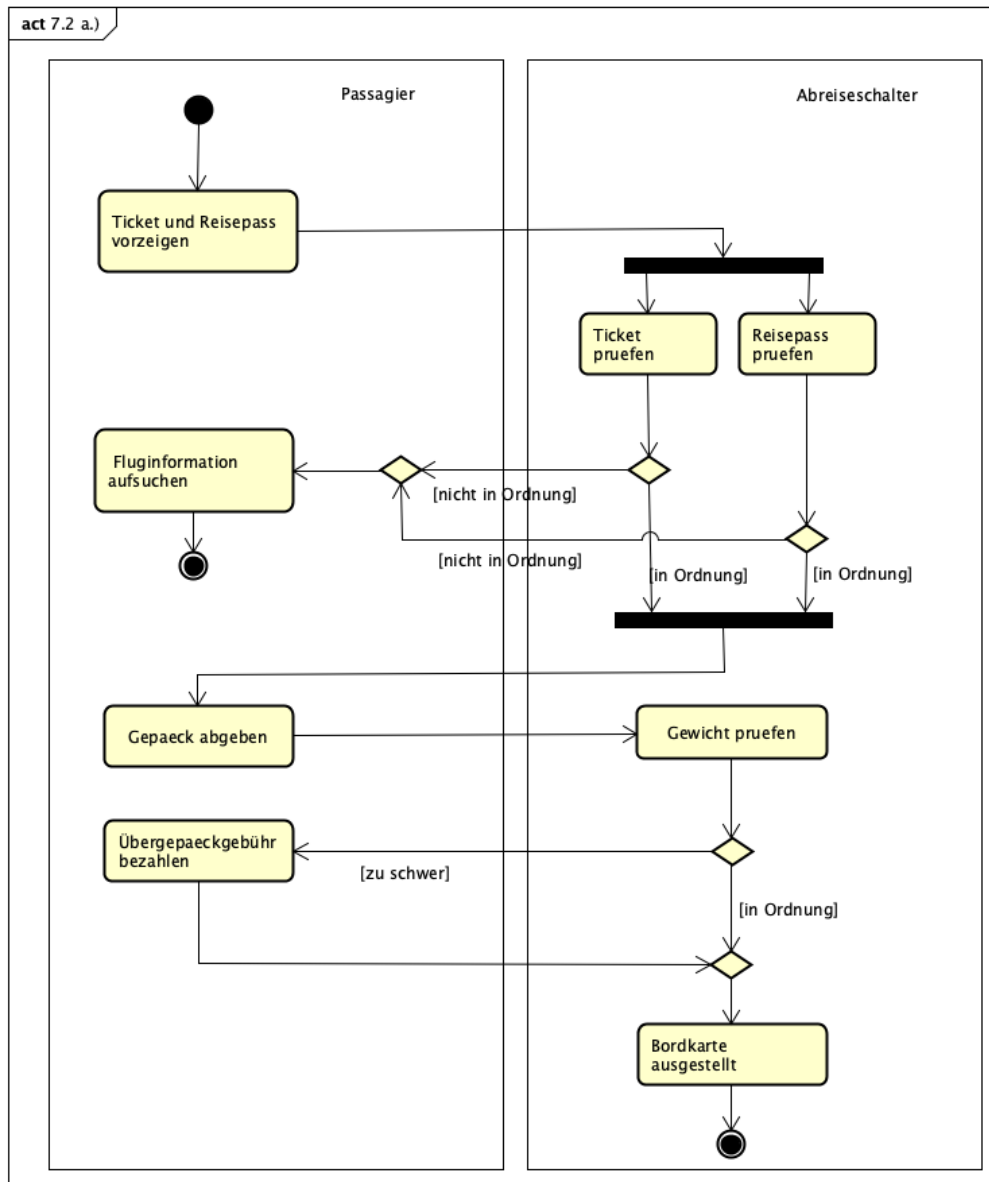 act 7.2 a.)
Passagier
Abreiseschalter
Ticket und Reisepass
vorzeigen
Ticket
pruefen
Reisepass
pruefen
Fluginformation
aufsuchen
[nicht in Ordnung]
[nicht in Ordnung]
[in Ordnung]
[in Ordnung]
Gepaeck abgeben
Gewicht pruefen
Übergepaeckgebühr
bezahlen
[zu schwer]
[in Ordnung]
Bordkarte
ausgestellt